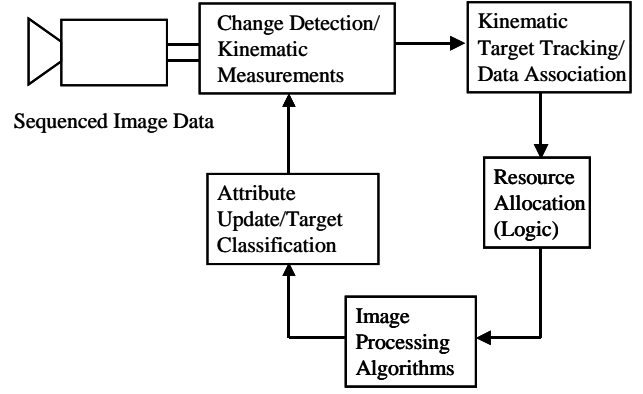 Change Detection/
Kinematic
Measurements
Kinematic
Target Tracking/
Data Association
Sequenced Image Data
Resource
Allocation
(Logic)
Attribute
Update/Target
Classification
Image
Processing
Algorithms